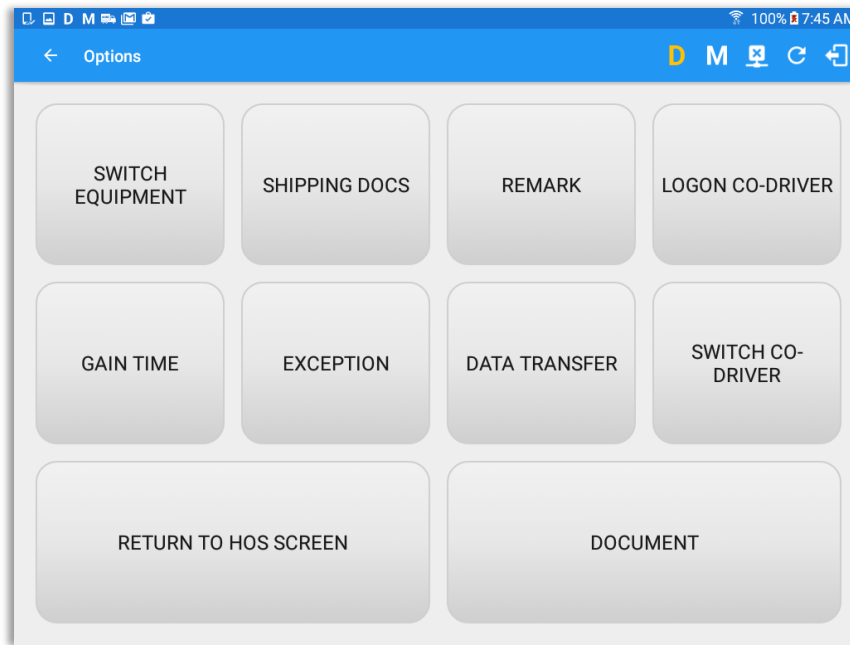 D M 100% 7:45 AM
← Options D M
SWITCH
EQUIPMENT
SHIPPING DOCS
REMARK
LOGON CO-DRIVER
GAIN TIME
EXCEPTION
DATA TRANSFER
SWITCH CO-
DRIVER
RETURN TO HOS SCREEN
DOCUMENT